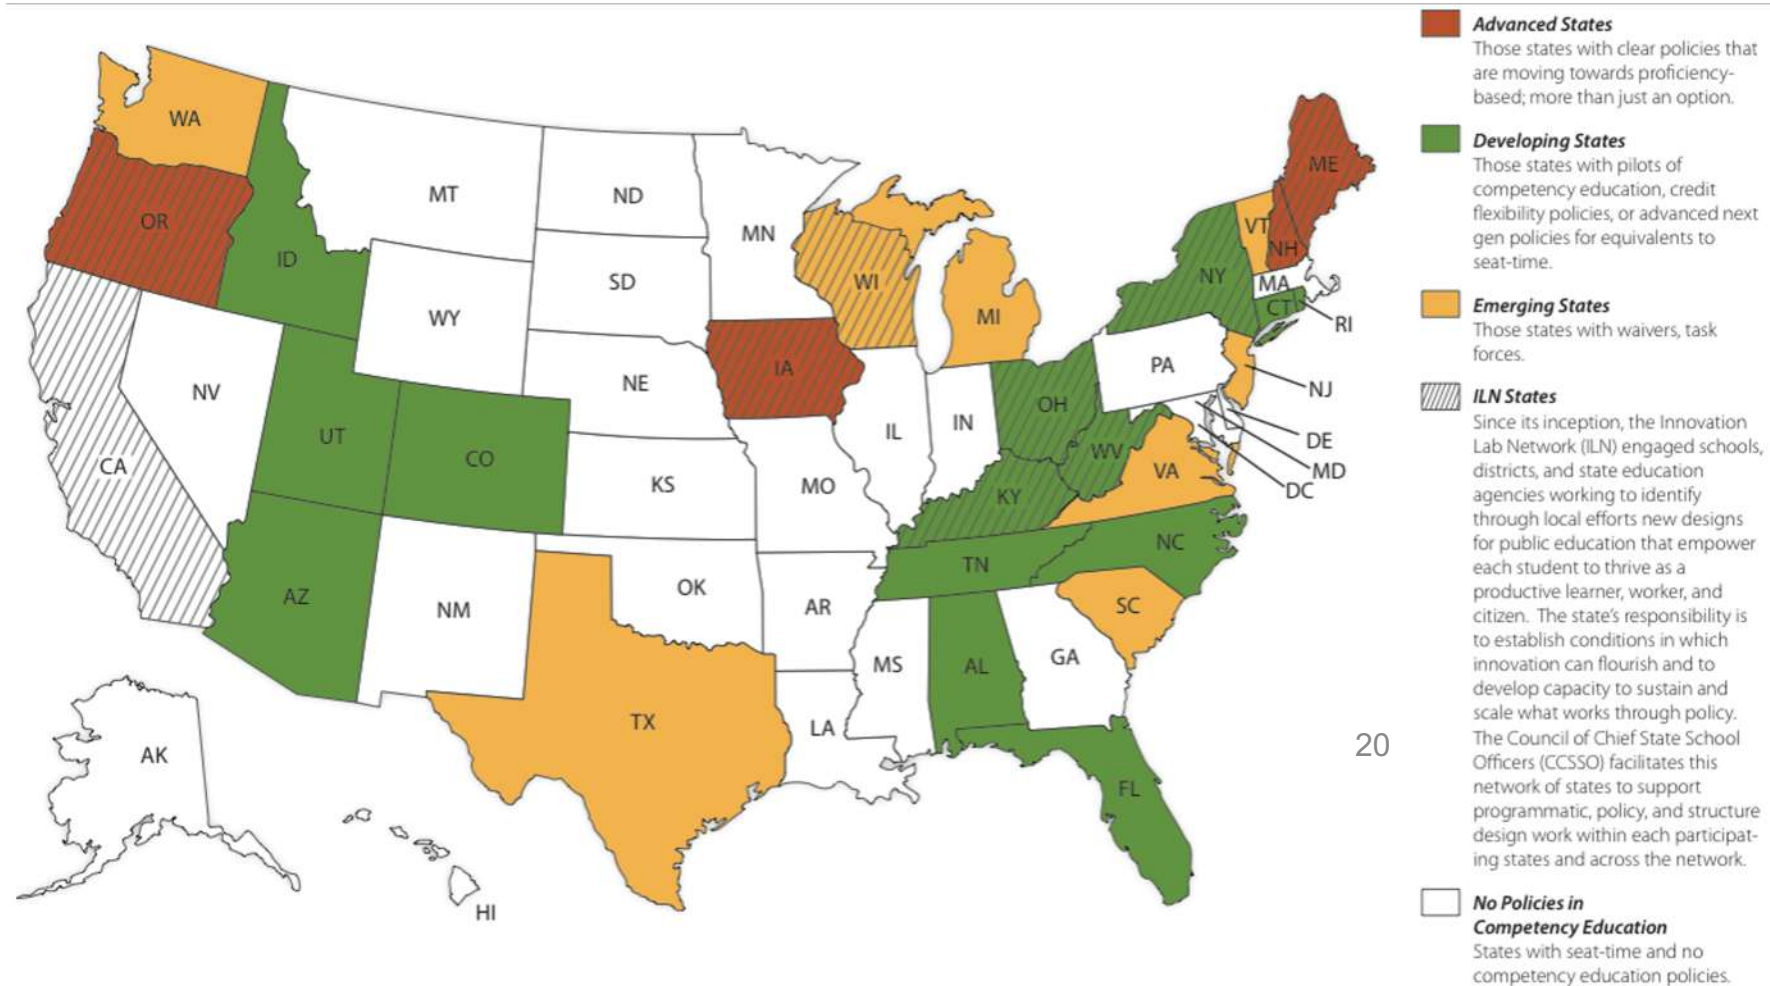 WA
OR
CA
NV
ID
MT
WY
UT
CO
AZ
NM
ND
SD
NE
KS
OK
TX
MN
IA
MO
AR
LA
WI
IL
MI
IN
OH
KY
TN
MS
AL
GA
FL
SC
NC
VA
WV
PA
NY
VT
NH
ME
MA
CT
RI
NJ
DE
MD
DC
AK
HI
20
Advanced States
Those states with clear policies that
are moving towards proficiency-
based; more than just an option.
Developing States
Those states with pilots of
competency education, credit
flexibility policies, or advanced next
gen policies for equivalents to
seat-time.
Emerging States
Those states with waivers, task
forces.
ILN States
Since its inception, the Innovation
Lab Network (ILN) engaged schools,
districts, and state education
agencies working to identify
through local efforts new designs
for public education that empower
each student to thrive as a
productive learner, worker, and
citizen. The state's responsibility is
to establish conditions in which
innovation can flourish and to
develop capacity to sustain and
scale what works through policy.
The Council of Chief State School
Officers (CCSSO) facilitates this
network of states to support
programmatic, policy, and structure
design work within each participat-
ing states and across the network.
No Policies in
Competency Education
States with seat-time and no
competency education policies.